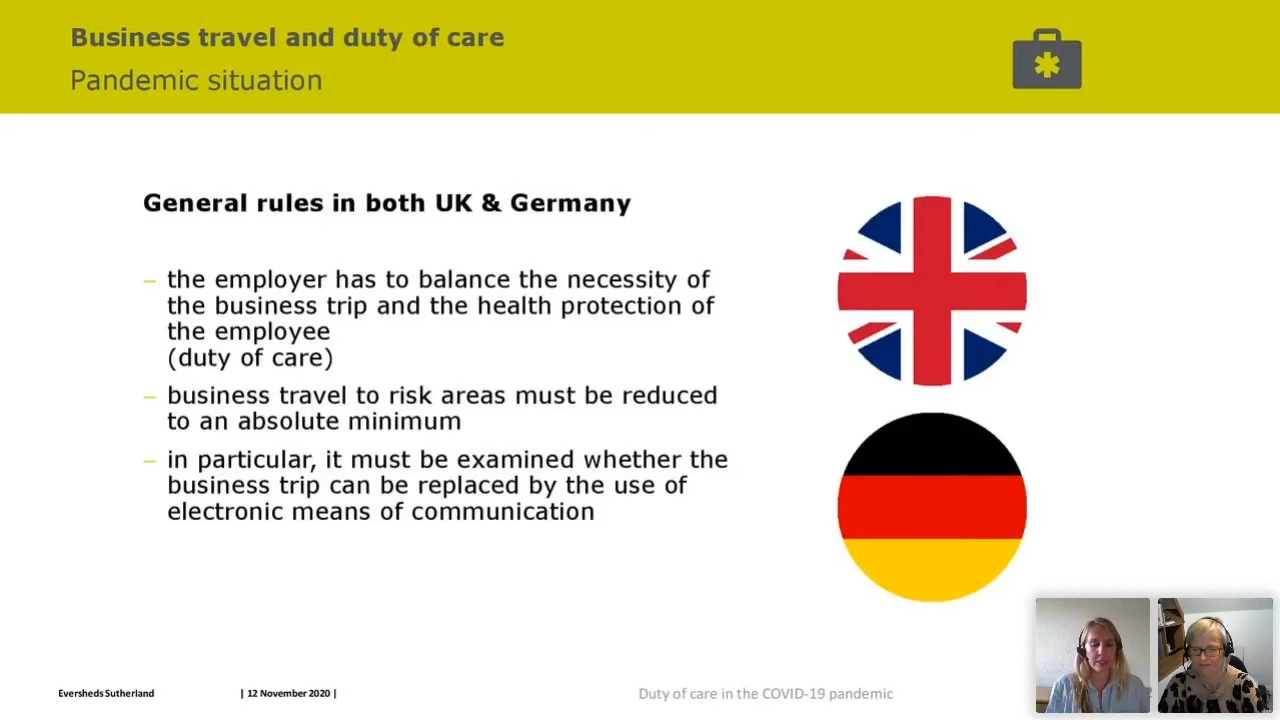 Business travel and duty of care
Pandemic situation
General rules in both UK & Germany
– the employer has to balance the necessity of
the business trip and the health protection of
the employee
(duty of care)
– business travel to risk areas must be reduced
to an absolute minimum
– in particular, it must be examined whether the
business trip can be replaced by the use of
electronic means of communication
Eversheds Sutherland | 12 November 2020 | Duty of care in the COVID-19 pandemic